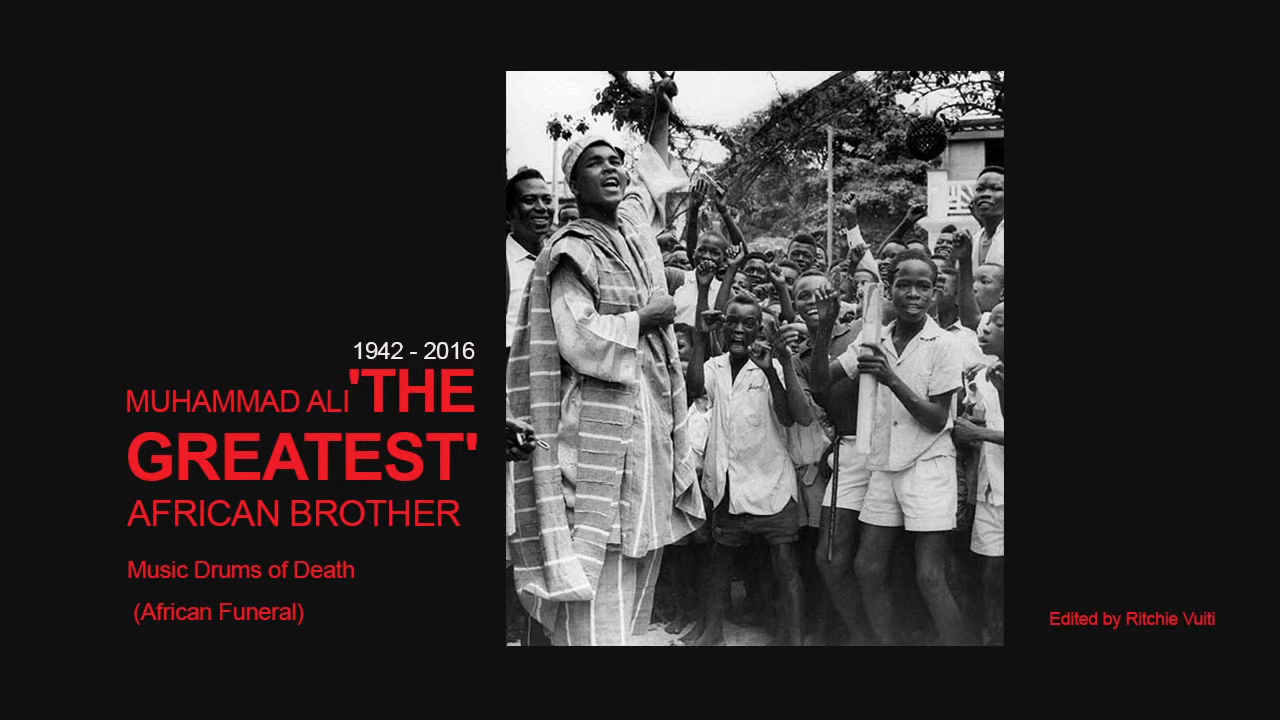 1942 - 2016
MUHAMMAD ALI 'THE
GREATEST'
AFRICAN BROTHER
Music Drums of Death
(African Funeral)
Edited by Ritchie Vuiti